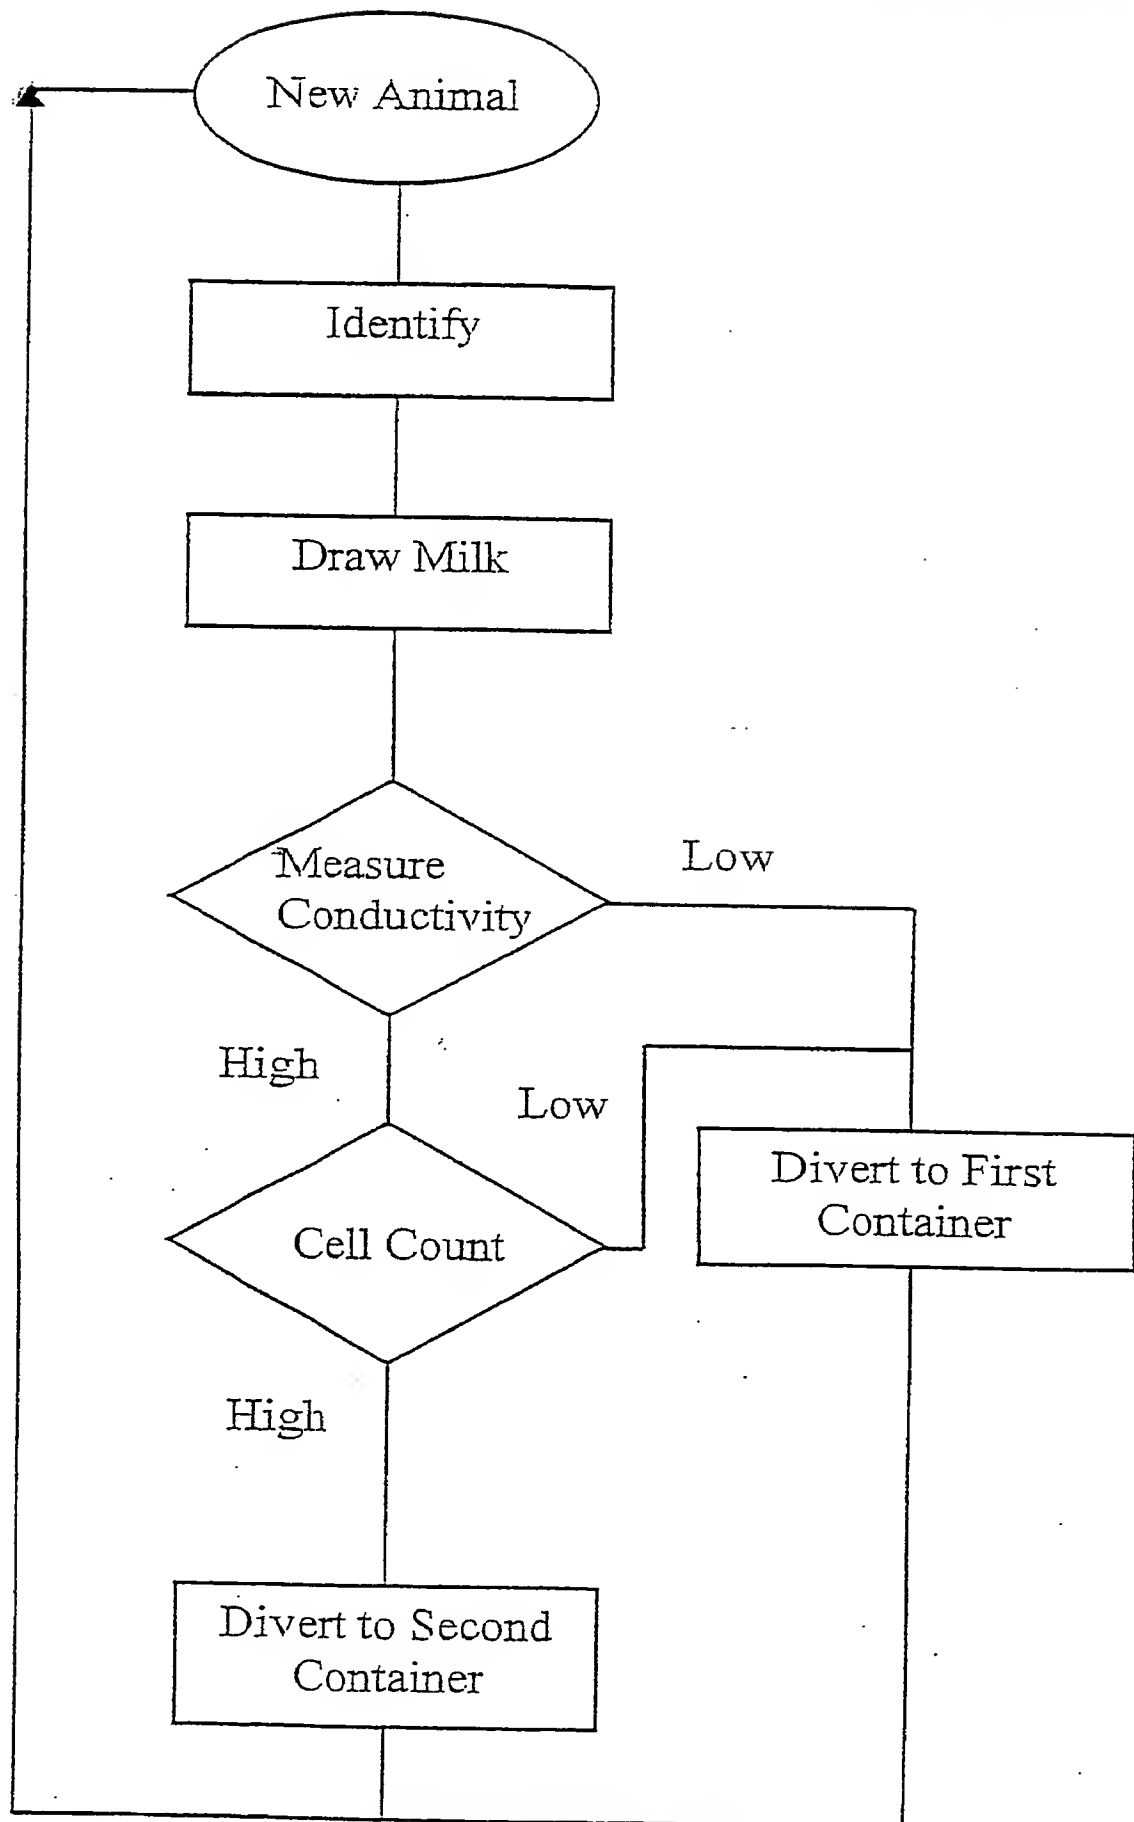 New Animal
Identify
Draw Milk
Measure
Conductivity
Low
High
Low
Divert to First
Container
Cell Count
High
Divert to Second
Container